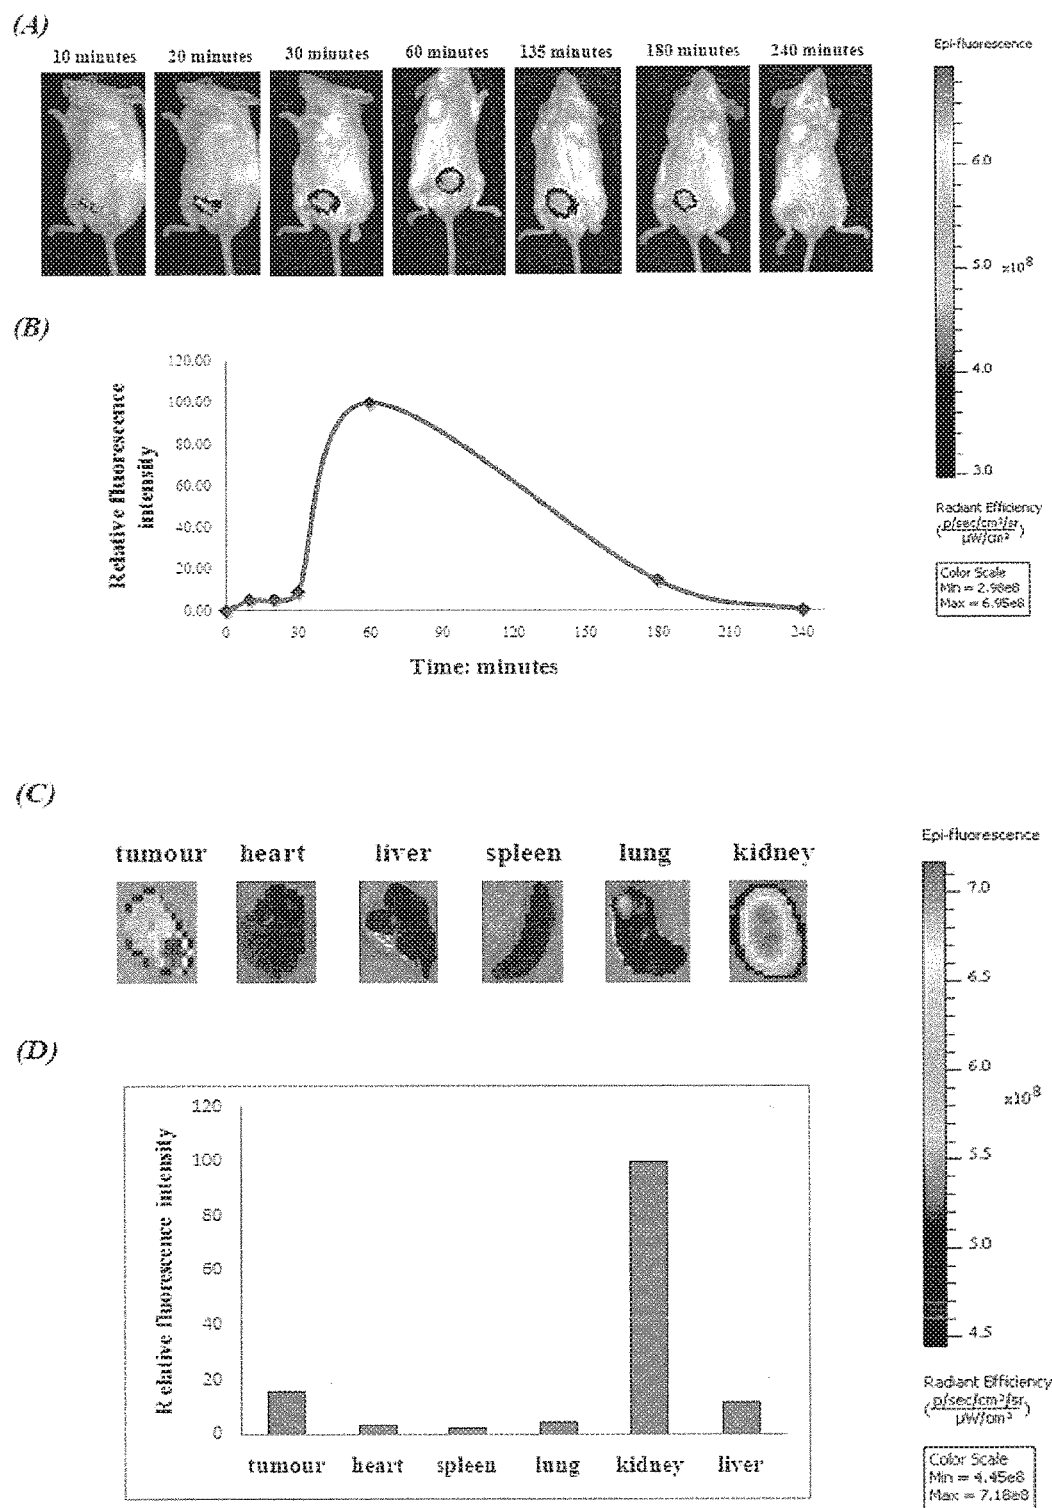 (A)
10 minutes 20 minutes 30 minutes 60 minutes 135 minutes 180 minutes 240 minutes
Epi-fluorescence
6.0
5.0
x10^8
4.0
3.0
Radiant Efficiency
(p/sec/cm²/sr
µW/cm²)
Color Scale
Min = 2.98e8
Max = 6.95e8
(B)
Relative fluorescence
intensity
120.00
100.00
80.00
60.00
40.00
20.00
0.00
0 30 60 90 120 150 180 210 240
Time: minutes
(C)
tumour heart liver spleen lung kidney
Epi-fluorescence
7.0
6.5
6.0
x10^8
5.5
5.0
4.5
Radiant Efficiency
(p/sec/cm²/sr
µW/cm²)
Color Scale
Min = 4.45e8
Max = 7.18e8
(D)
Relative fluorescence intensity
120
100
80
60
40
20
0
tumour heart spleen lung kidney liver